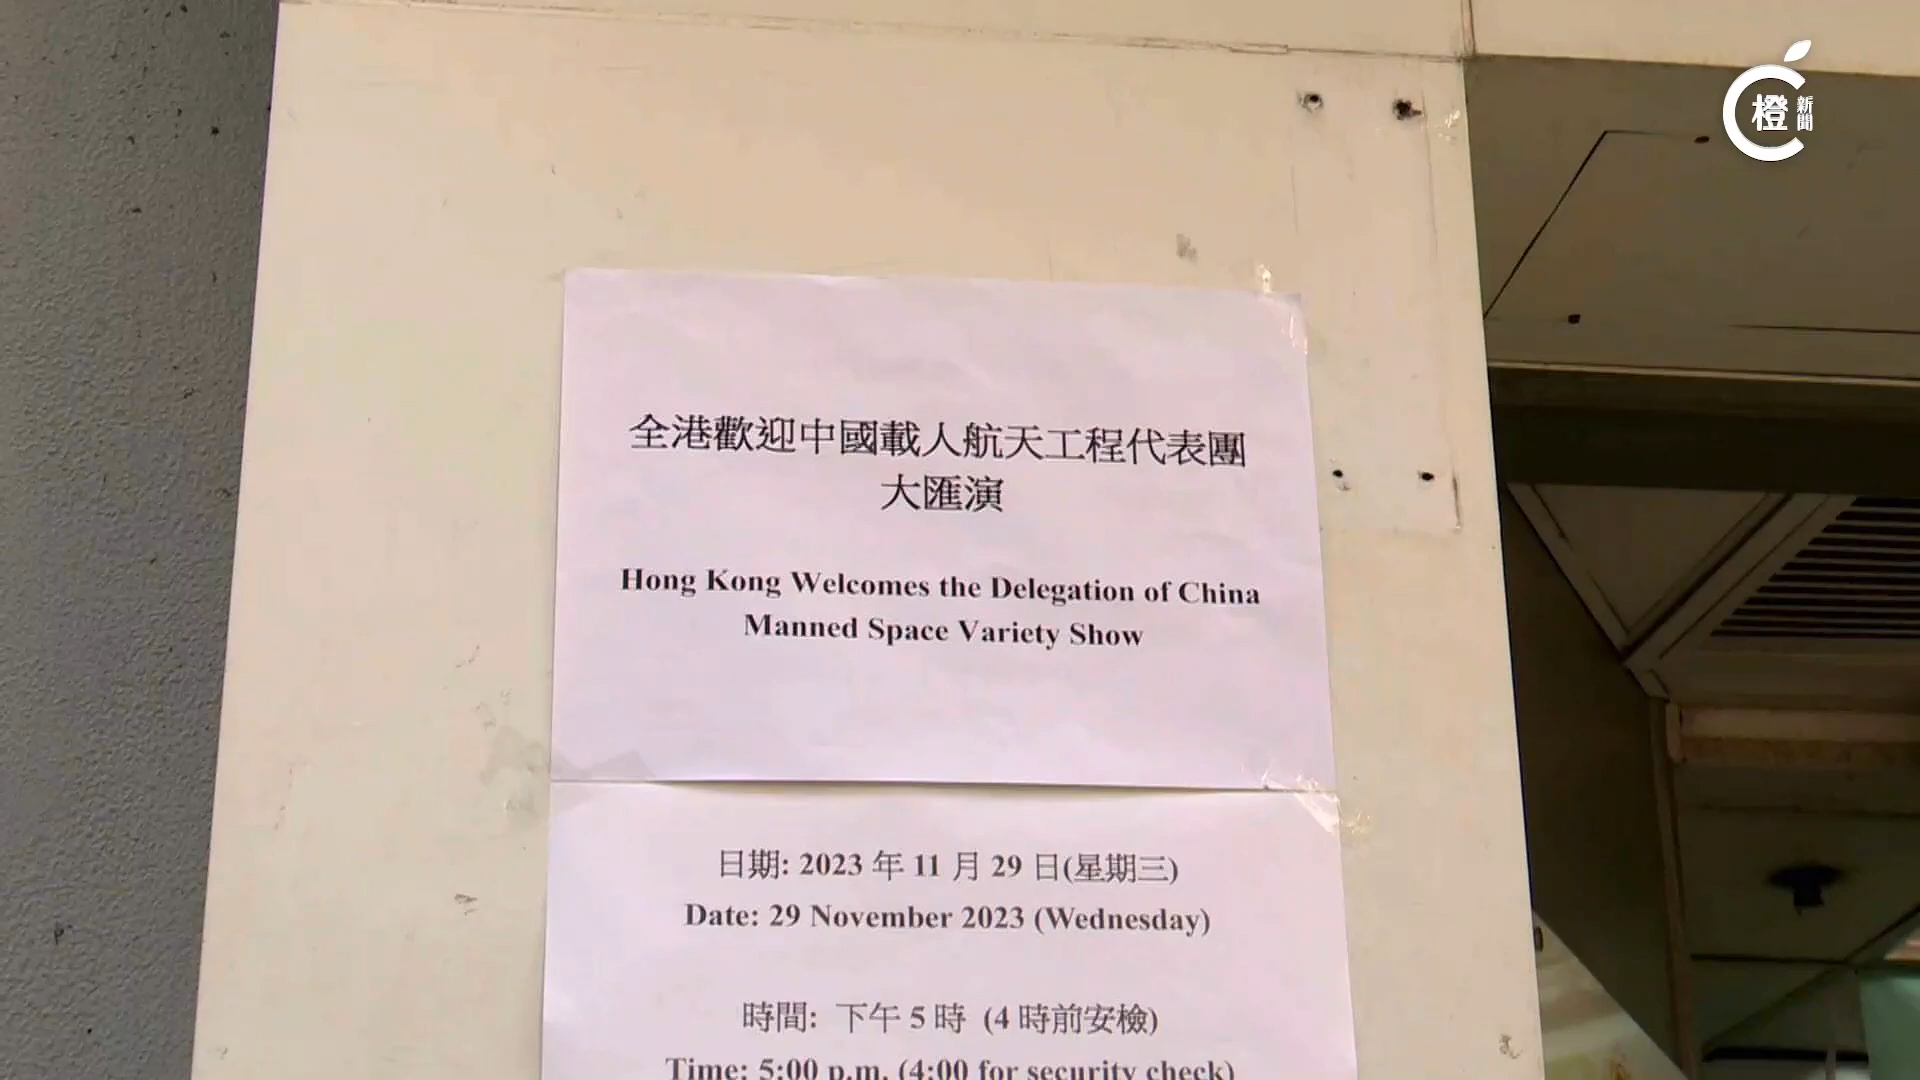 橙新聞
全港歡迎中國載人航天工程代表團
大匯演
Hong Kong Welcomes the Delegation of China
Manned Space Variety Show
日期: 2023 年 11 月 29 日(星期三)
Date: 29 November 2023 (Wednesday)
時間: 下午 5 時 (4 時前安檢)
Time: 5:00 p.m. (4:00 for security check)